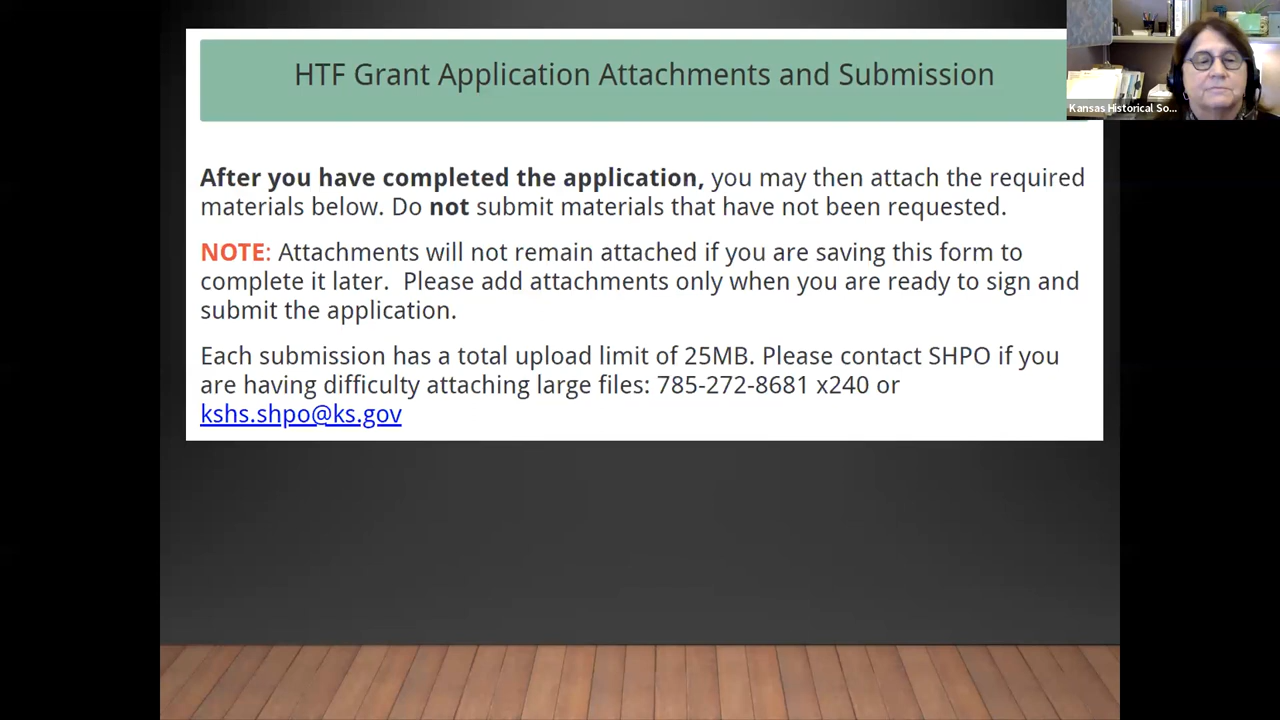 HTF Grant Application Attachments and Submission
Kansas Historical So...
After you have completed the application, you may then attach the required
materials below. Do not submit materials that have not been requested.
NOTE: Attachments will not remain attached if you are saving this form to
complete it later.  Please add attachments only when you are ready to sign and
submit the application.
Each submission has a total upload limit of 25MB. Please contact SHPO if you
are having difficulty attaching large files: 785-272-8681 x240 or
kshs.shpo@ks.gov